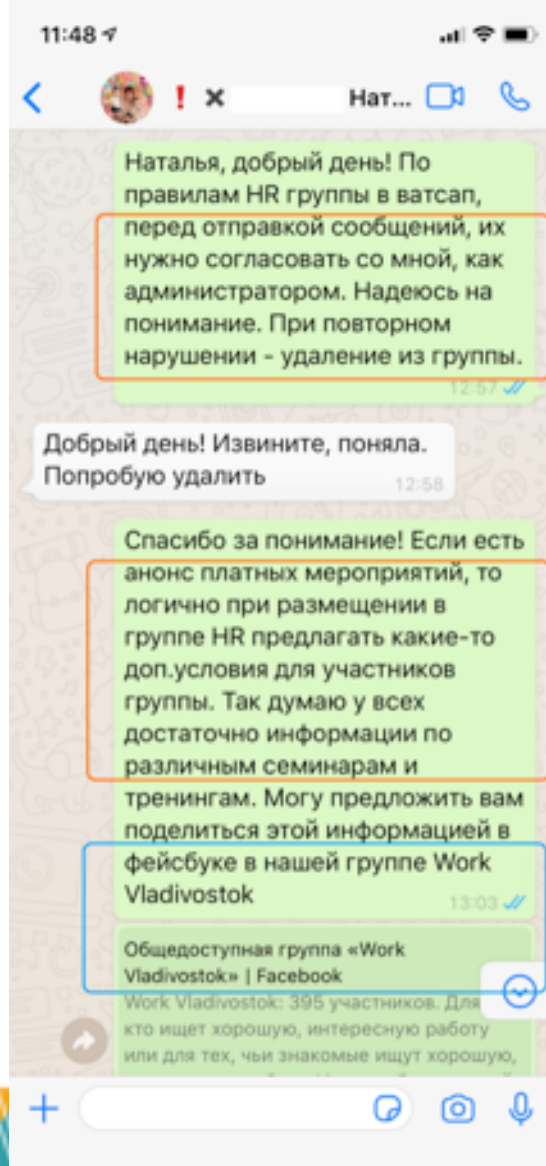 11:48
Нат...
Наталья, добрый день! По
правилам HR группы в ватсап,
перед отправкой сообщений, их
нужно согласовать со мной, как
администратором. Надеюсь на
понимание. При повторном
нарушении - удаление из группы.
12:57
Добрый день! Извините, поняла.
Попробую удалить
12:58
Спасибо за понимание! Если есть
анонс платных мероприятий, то
логично при размещении в
группе HR предлагать какие-то
доп.условия для участников
группы. Так думаю у всех
достаточно информации по
различным семинарам и
тренингам. Могу предложить вам
поделиться этой информацией в
фейсбуке в нашей группе Work
Vladivostok
13:03
Общедоступная группа «Work
Vladivostok» | Facebook
Work Vladivostok: 395 участников. Для
кто ищет хорошую, интересную работу
или для тех, чьи знакомые ищут хорошую,